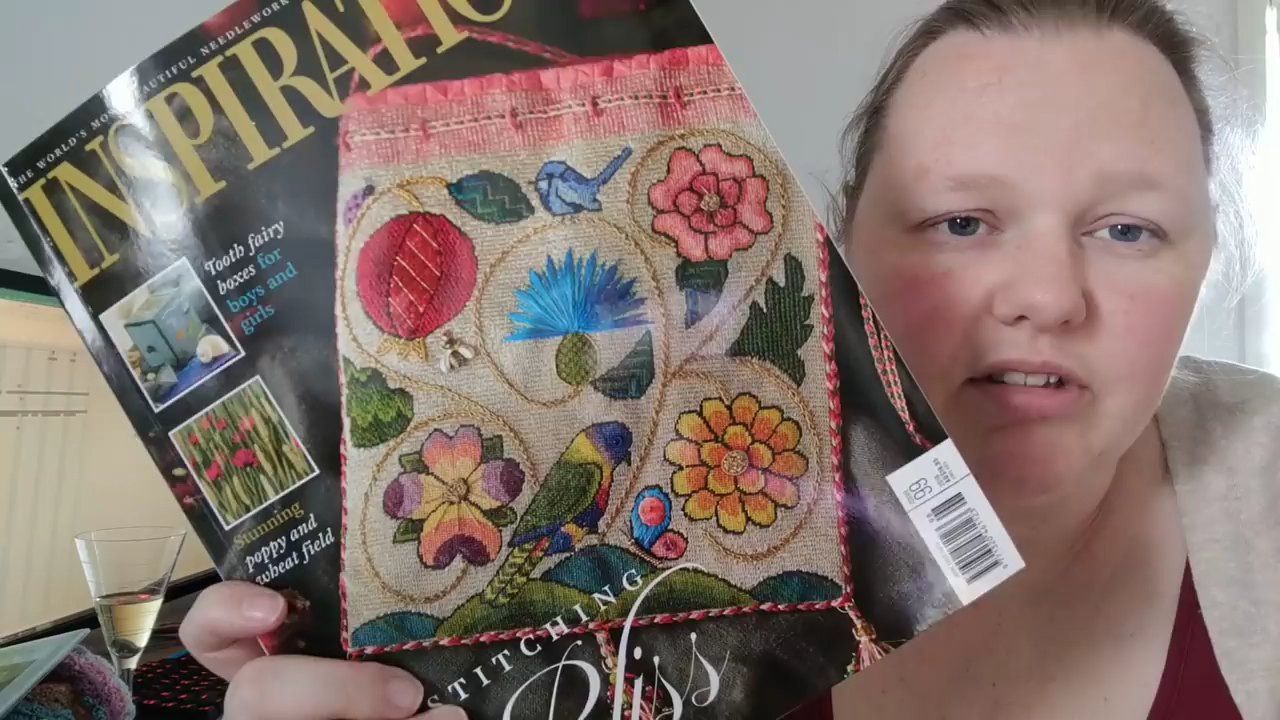 THE WORLD'S MOST BEAUTIFUL NEEDLEWORK
INSPIRATIO
Tooth fairy
boxes for
boys and
girls
Stunning
poppy and
wheat field
STITCHING
Bliss
99